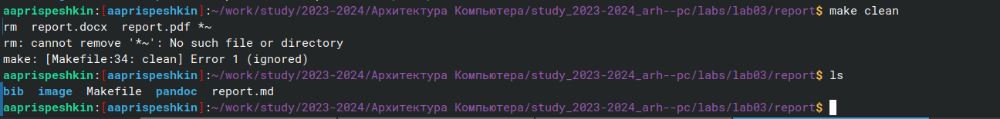 aaprispeshkin:[aaprispeshkin]:~/work/study/2023-2024/Архитектура Компьютера/study_2023-2024_arh--pc/labs/lab03/report$ make clean
rm  report.docx  report.pdf *~
rm: cannot remove '*~': No such file or directory
make: [Makefile:34: clean] Error 1 (ignored)
aaprispeshkin:[aaprispeshkin]:~/work/study/2023-2024/Архитектура Компьютера/study_2023-2024_arh--pc/labs/lab03/report$ ls
bib  image  Makefile  pandoc  report.md
aaprispeshkin:[aaprispeshkin]:~/work/study/2023-2024/Архитектура Компьютера/study_2023-2024_arh--pc/labs/lab03/report$